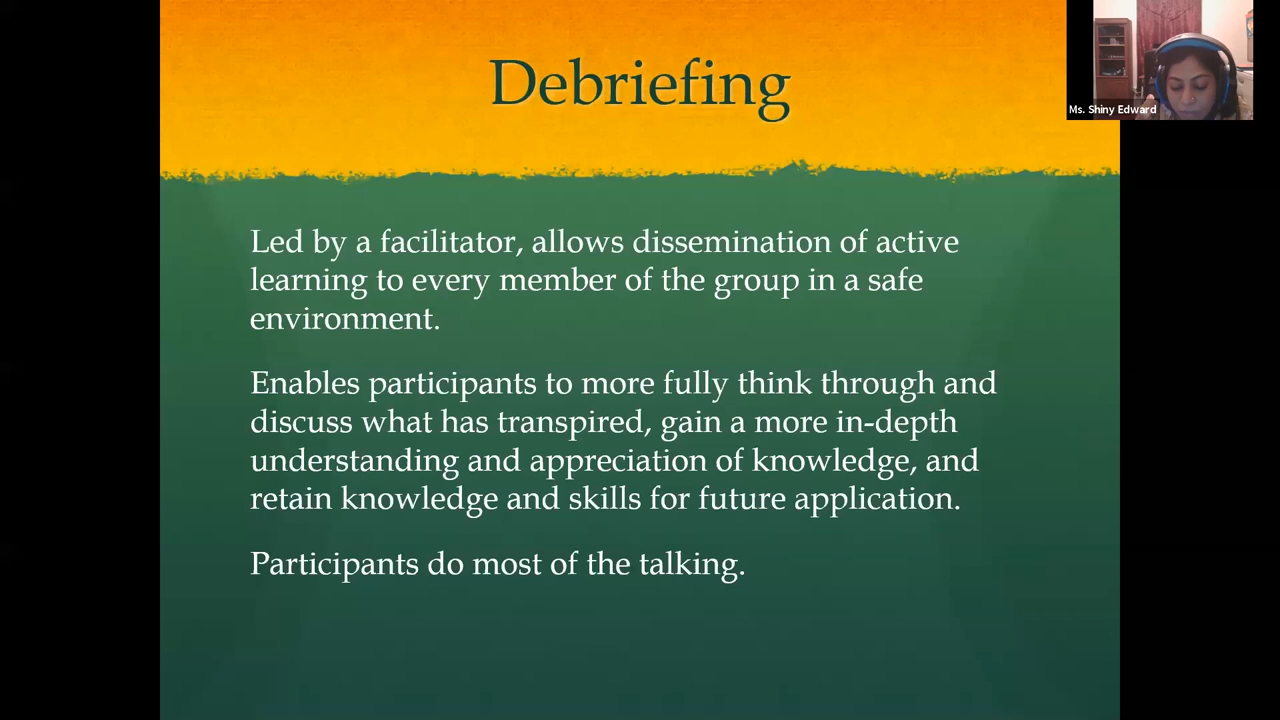 Debriefing
Ms. Shiny Edward
Led by a facilitator, allows dissemination of active
learning to every member of the group in a safe
environment.
Enables participants to more fully think through and
discuss what has transpired, gain a more in-depth
understanding and appreciation of knowledge, and
retain knowledge and skills for future application.
Participants do most of the talking.